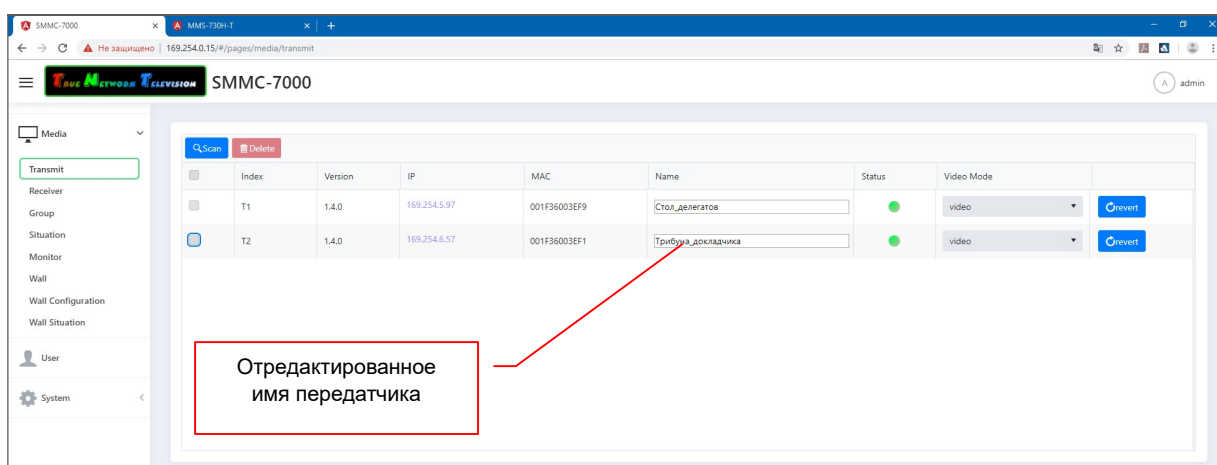 SMMC-7000
MMS-730H-T
Не защищено | 169.254.0.15/#/pages/media/transmit
TRUE NETWORK TELEVISION SMMC-7000
A admin
Media
Scan Delete
Transmit
Index Version IP MAC Name Status Video Mode
Receiver
T1 1.4.0 169.254.5.97 001F36003EF9 Стол_делегатов video revert
Group
Situation
T2 1.4.0 169.254.6.57 001F36003EF1 Трибуна_докладчика video revert
Monitor
Wall
Wall Configuration
Wall Situation
User
System
Отредактированное
имя передатчика